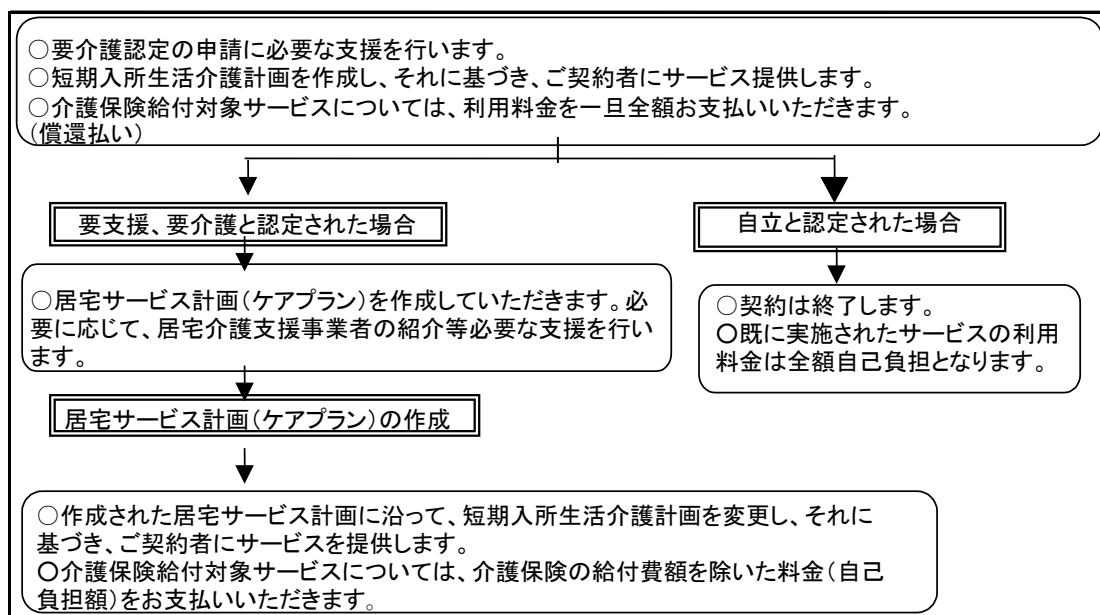 ○要介護認定の申請に必要な支援を行います。
○短期入所生活介護計画を作成し、それに基づき、ご契約者にサービス提供します。
○介護保険給付対象サービスについては、利用料金を一旦全額お支払いいただきます。
(償還払い)
要支援、要介護と認定された場合
自立と認定された場合
○居宅サービス計画(ケアプラン)を作成していただきます。必
要に応じて、居宅介護支援事業者の紹介等必要な支援を行い
ます。
○契約は終了します。
〇既に実施されたサービスの利用
料金は全額自己負担となります。
居宅サービス計画(ケアプラン)の作成
○作成された居宅サービス計画に沿って、短期入所生活介護計画を変更し、それに
基づき、ご契約者にサービスを提供します。
〇介護保険給付対象サービスについては、介護保険の給付費額を除いた料金(自己
負担額)をお支払いいただきます。